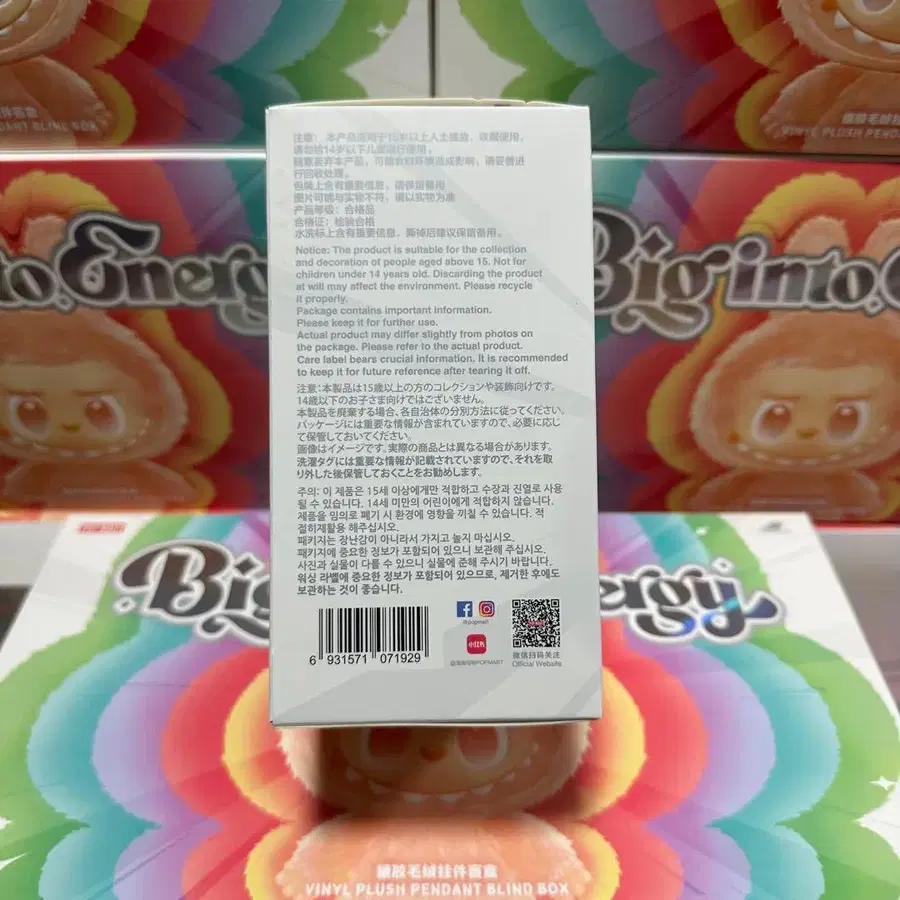 PENDANT BLIND BOX
VINYL PLUSH PENDANT BLIND BOX
into Energy
Big into E
注意：本产品适用于15岁以上人士摆放、收藏使用。
请勿给14岁以下儿童进行使用。
随意丢弃本产品，可能会对环境造成影响，请妥善进
行回收处理。
包装上含有重要信息，请保留备用
图片可能与实物不符，请以实物为准
产品等级：合格品
合格证：检验合格
水洗标上含有重要信息，撕掉后建议保留备用。
Notice: The product is suitable for the collection
and decoration of people aged above 15. Not for
children under 14 years old. Discarding the product
at will may affect the environment. Please recycle
it properly.
Package contains important information.
Please keep it for further use.
Actual product may differ slightly from photos on
the package. Please refer to the actual product.
Care label bears crucial information. It is recommended
to keep it for future reference after tearing it off.
注意：本製品は15歳以上の方のコレクションや装飾向けです。
14歳以下のお子さま向けではございません。
本製品を廃棄する場合、各自治体の分別方法に従ってください。
パッケージには重要な情報が含まれていますので、必要に応じ
て保管しておいてください。
画像はイメージです。実際の商品とは異なる場合があります。
洗濯タグには重要な情報が記載されていますので、それを取
り外した後保管しておくことをお勧めします。
주의: 이 제품은 15세 이상에게만 적합하고 수장과 진열로 사용
될 수 있습니다. 14세 미만의 어린이에게 적합하지 않습니다.
제품을 임의로 폐기 시 환경에 영향을 끼칠 수 있습니다. 적
절히재활용 해주십시오.
패키지는 장난감이 아니라서 가지고 놀지 마십시오.
패키지에 중요한 정보가 포함되어 있으니 보관해 주십시오.
사진과 실물이 다를 수 있으니 실물에 준해 주시기 바랍니다.
워싱 라벨에 중요한 정보가 포함되어 있으므로, 제거한 후에도
보관하는 것이 좋습니다.
@popmart
小红书
POPMART
微信扫码关注
Official Website
6 931571 071929
Big
ergy
搪胶毛绒挂件盲盒
VINYL PLUSH PENDANT BLIND BOX